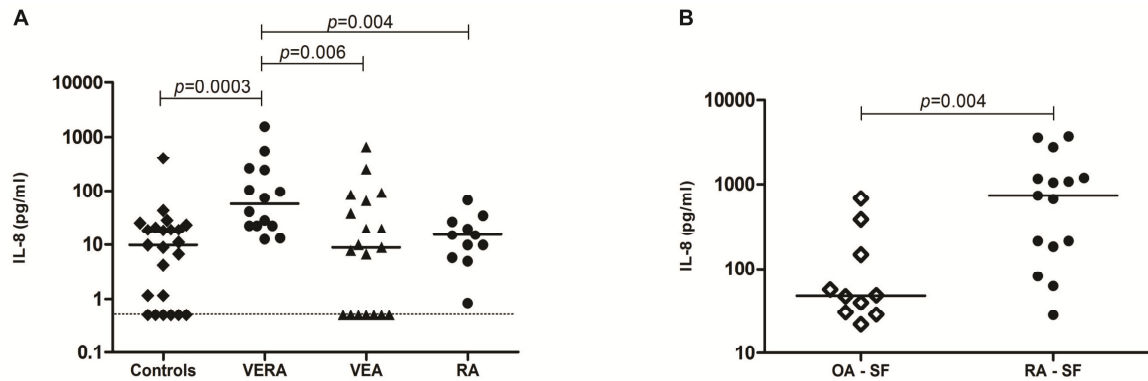 A
p=0.004
p=0.006
p=0.0003
10000
1000
100
10
1
0.1
IL-8 (pg/ml)
Controls VERA VEA RA
B
p=0.004
10000
1000
100
10
IL-8 (pg/ml)
OA - SF RA - SF